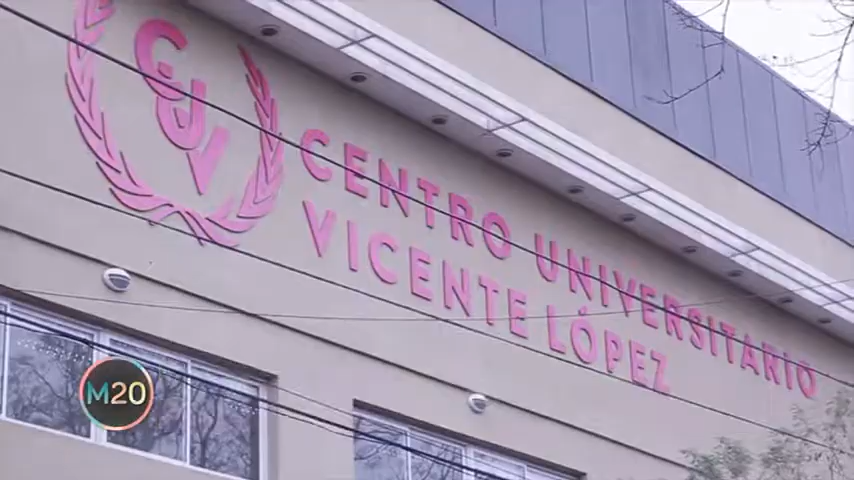 CUV
CENTRO UNIVERSITARIO
VICENTE LÓPEZ
M20